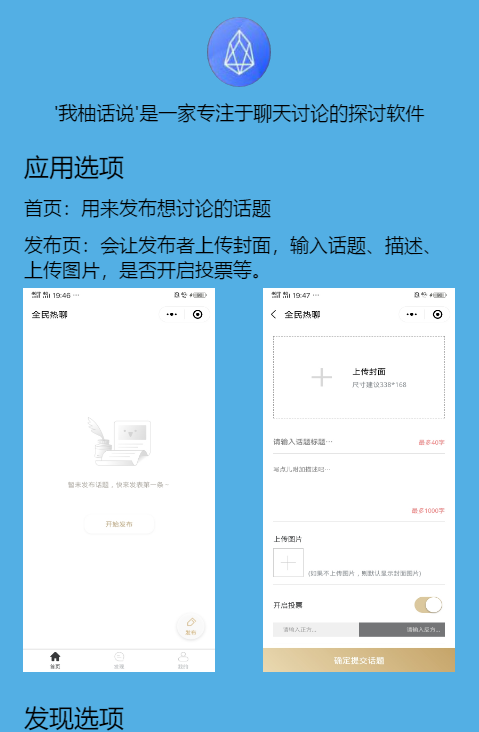 '我柚话说'是一家专注于聊天讨论的探讨软件
应用选项
首页：用来发布想讨论的话题
发布页：会让发布者上传封面，输入话题、描述、
上传图片，是否开启投票等。
19:46 ···
全民热聊
暂未发布话题，快来发表第一条~
开始发布
发布
首页
我的
19:47 ···
全民热聊
上传封面
尺寸建议338*168
请输入话题标题···
最多40字
写点儿附加描述吧···
最多1000字
上传图片
(如果不上传图片，则默认显示封面图片)
开启投票
请输入正方...
请输入反方...
确定提交话题
发现选项